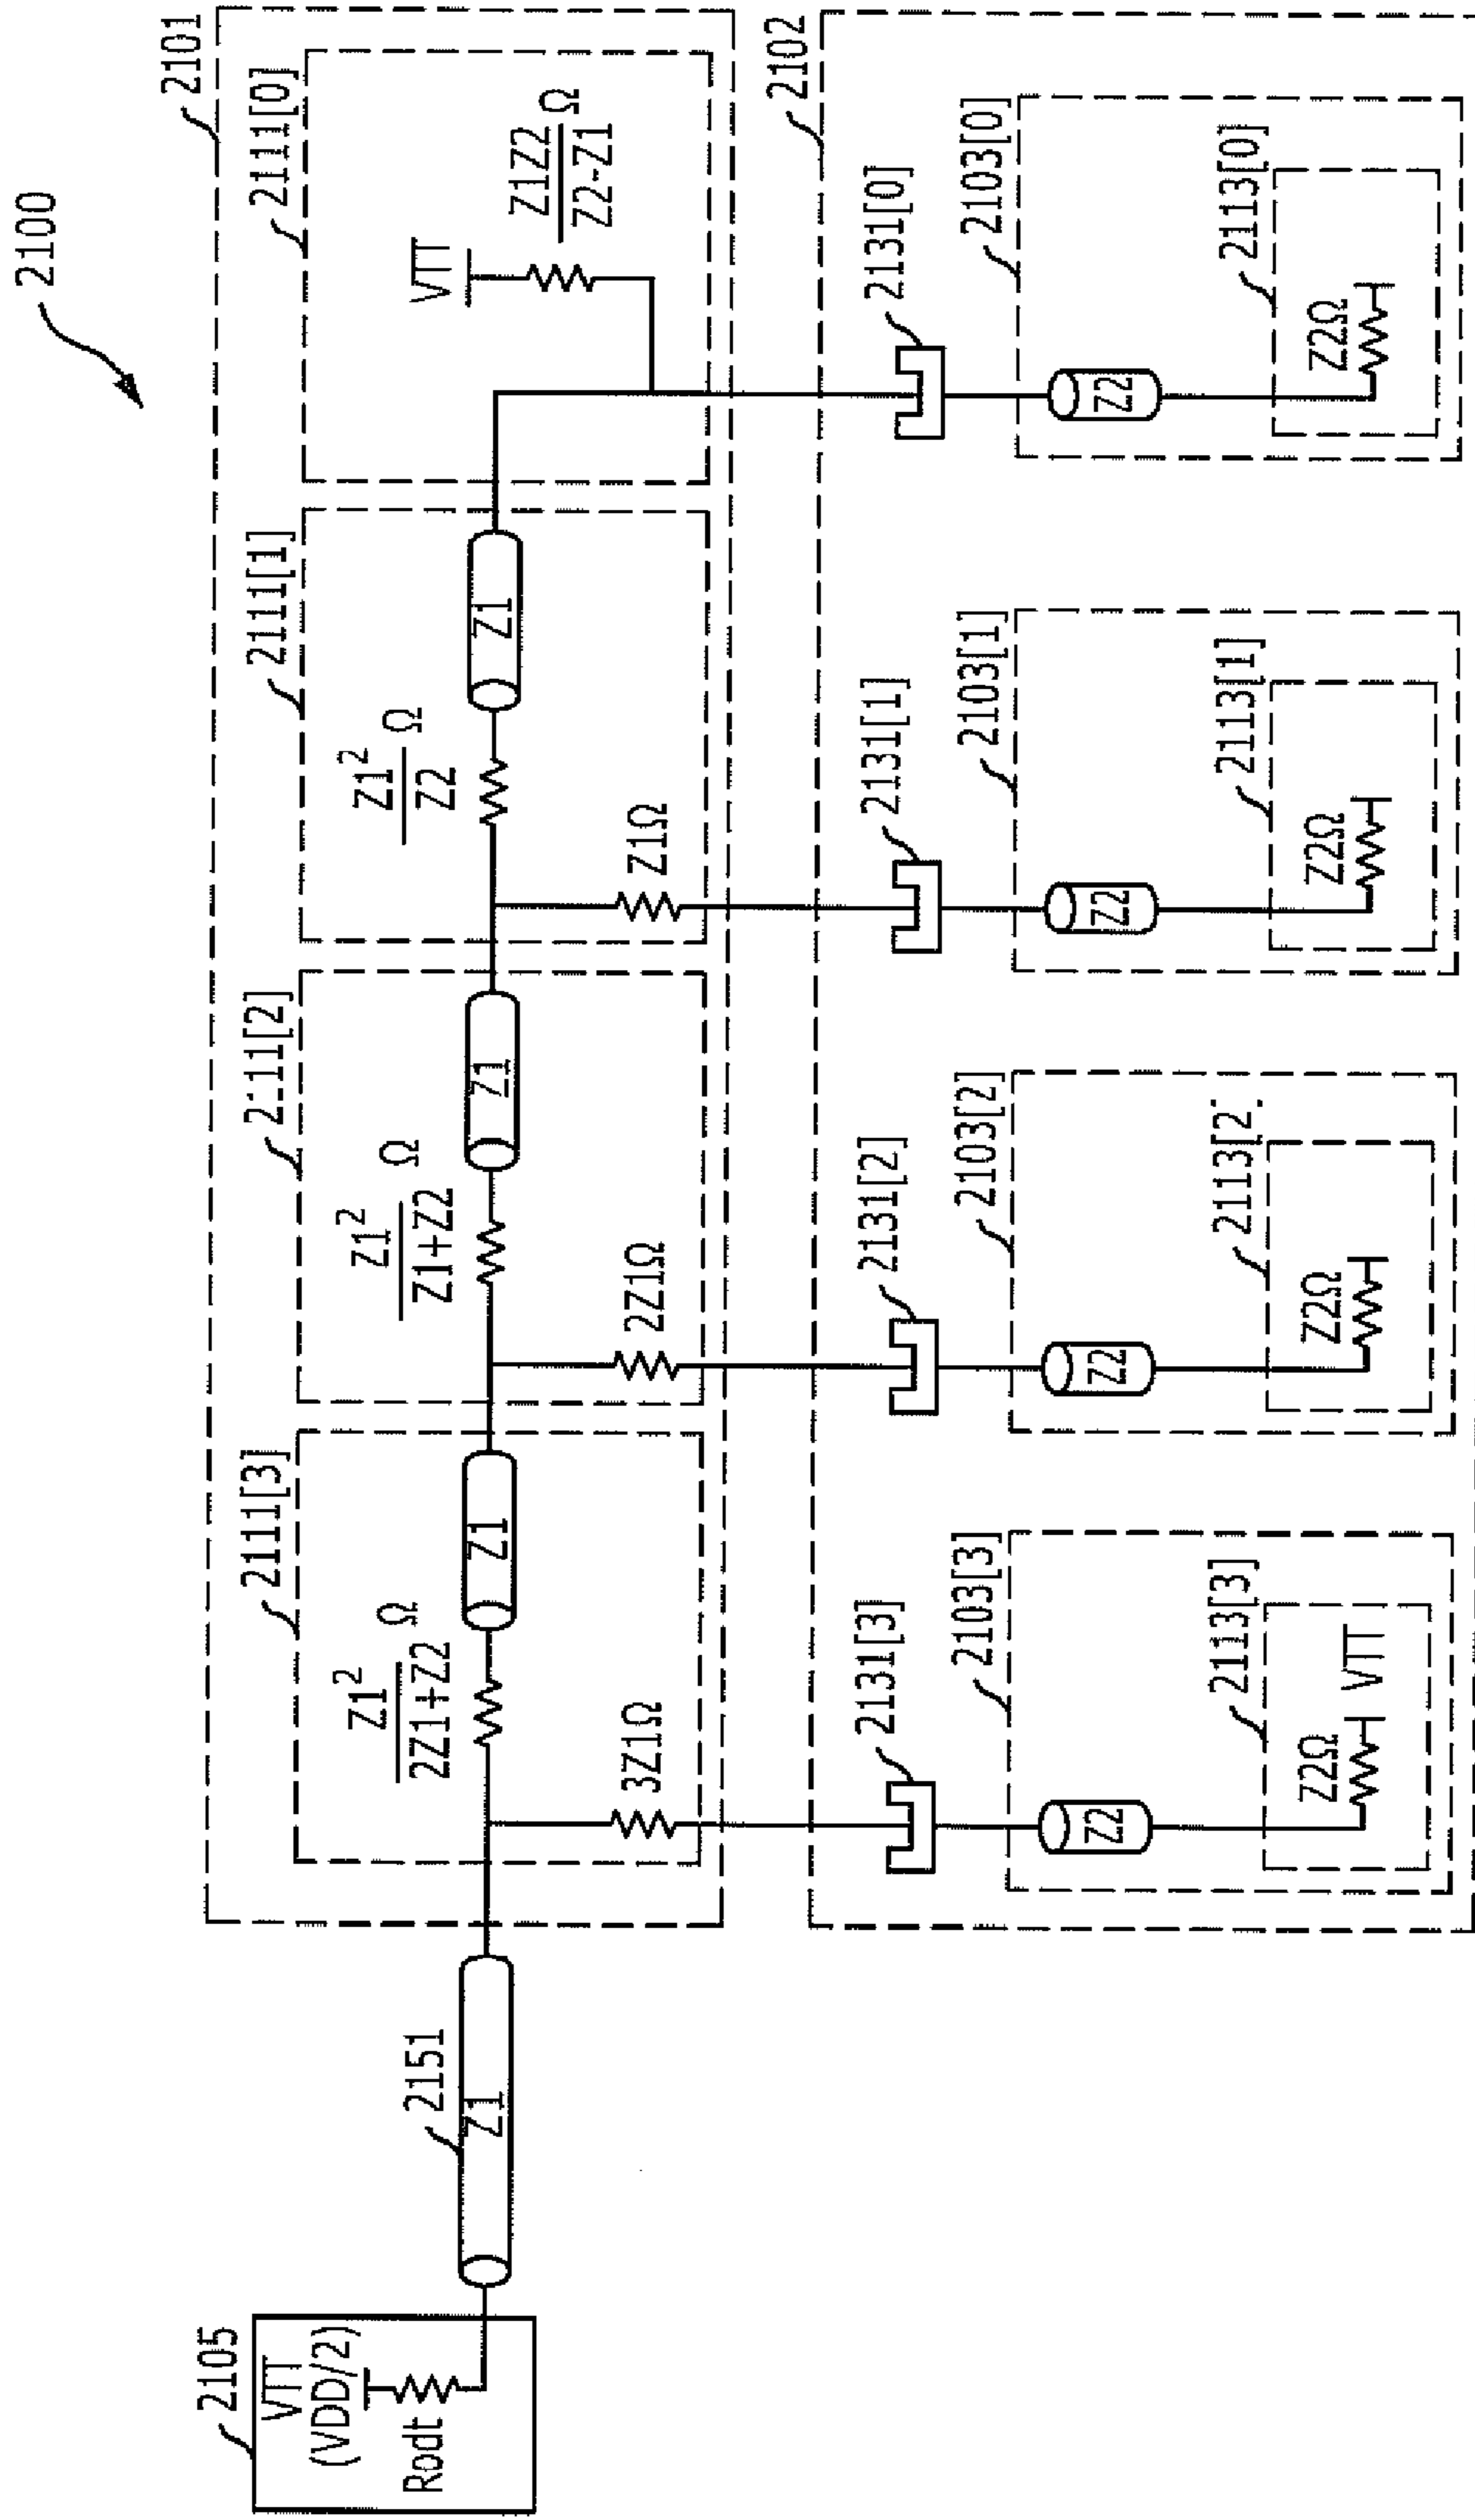 2100
2101
2111[3]
2111[2]
2111[1]
2111[0]
2105
VTT
(VDD/2)
Rodt
2151
Z1
Z1²
2Z1+Z2
Ω
Z1
3Z1Ω
Z1²
Z1+Z2
Ω
Z1
2Z1Ω
Z1²
Z2
Ω
Z1
Z1Ω
VTT
Z1Z2
Z2-Z1
Ω
2102
2131[3]
2131[2]
2131[1]
2131[0]
2103[3]
2103[2]
2103[1]
2103[0]
Z2
Z2
Z2
Z2
2113[3]
2113[2]
2113[1]
2113[0]
Z2Ω
VTT
Z2Ω
Z2Ω
Z2Ω